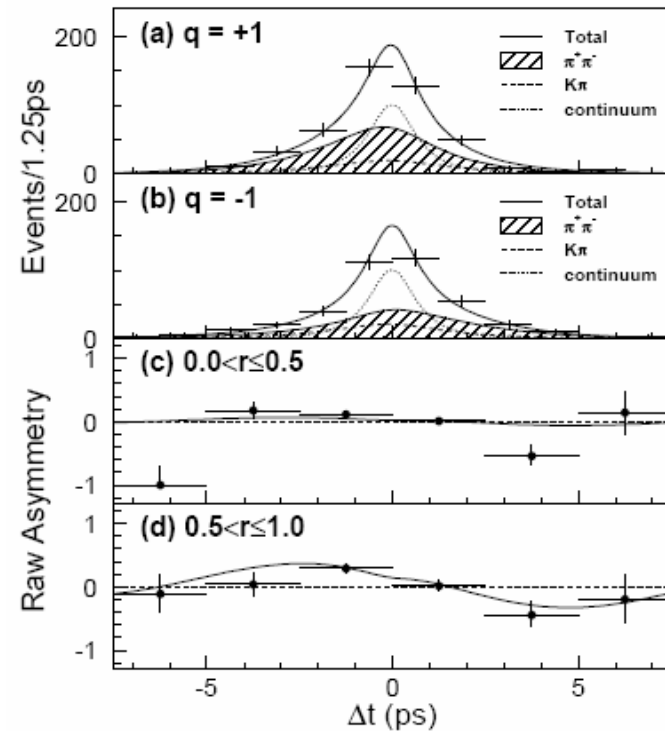 (a) q = +1
Total
π⁺π⁻
Kπ
continuum
200
0
(b) q = -1
Total
π⁺π⁻
Kπ
continuum
200
0
Events/1.25ps
(c) 0.0<r≤0.5
1
0
-1
(d) 0.5<r≤1.0
1
0
-1
Raw Asymmetry
-5 0 5
Δt (ps)